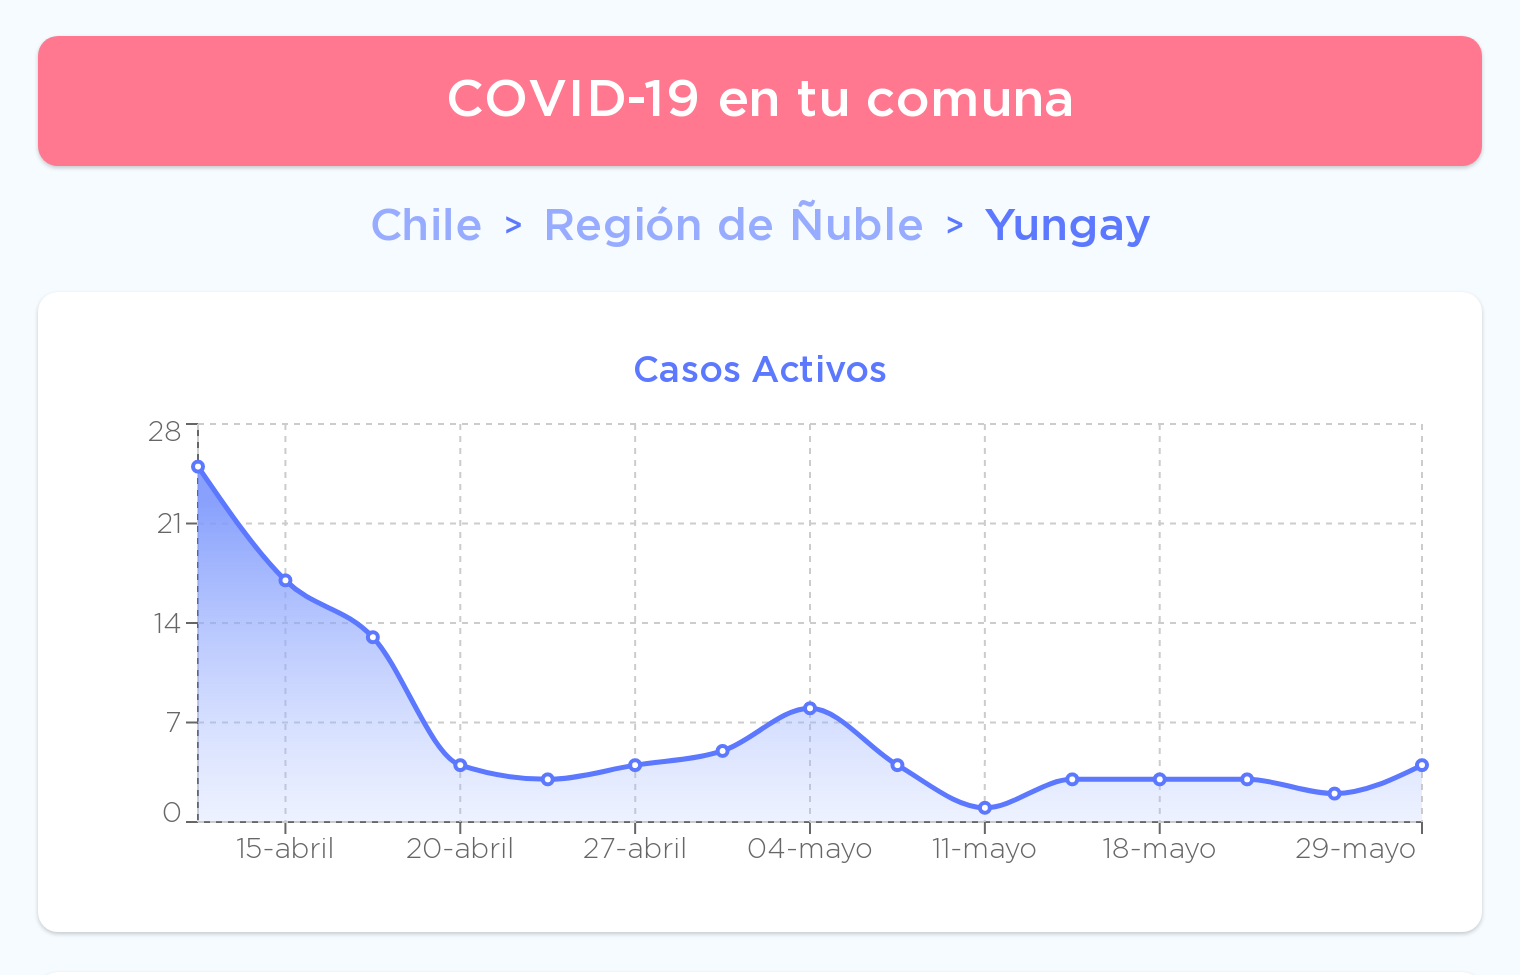 COVID-19 en tu comuna
Chile > Región de Ñuble > Yungay
Casos Activos
28
21
14
7
0
15-abril 20-abril 27-abril 04-mayo 11-mayo 18-mayo 29-mayo